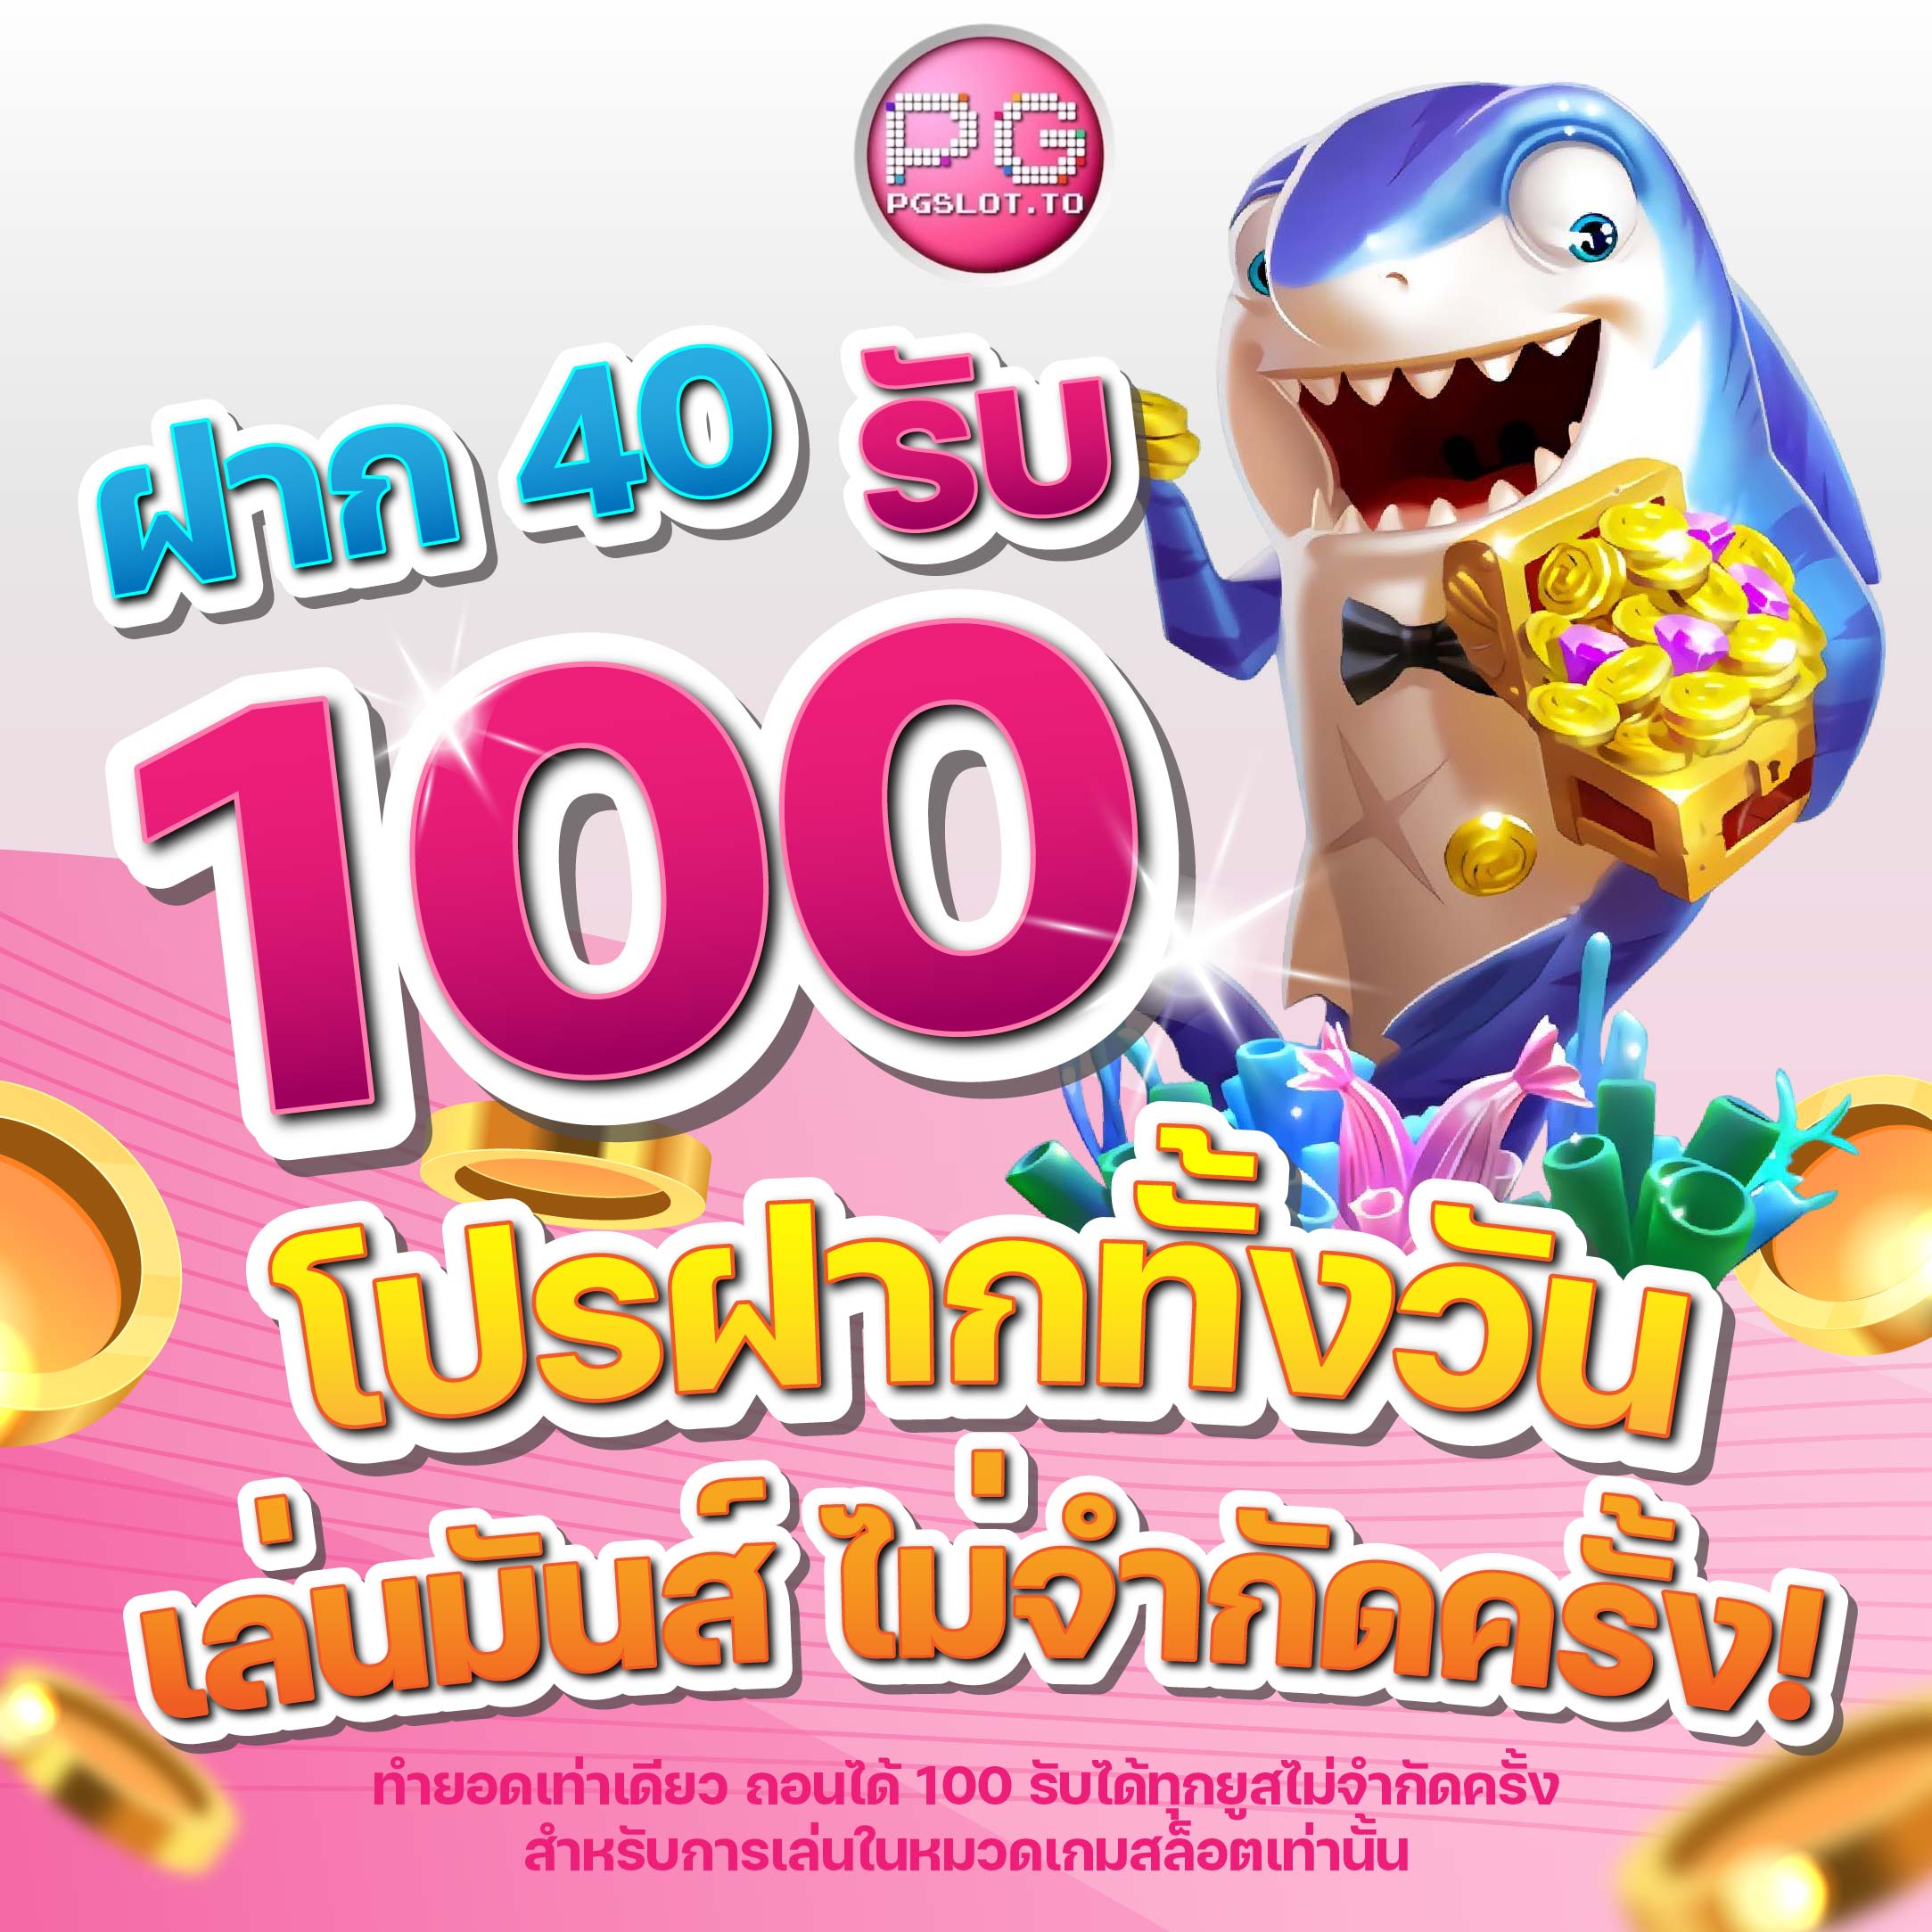 PG
PGSLOT.TO
ฝาก 40 รับ
100
โปรฝากทั้งวัน
เล่นมันส์ ไม่จำกัดครั้ง!
ทำยอดเท่าเดียว ถอนได้ 100 รับได้ทุกยูสไม่จำกัดครั้ง
สำหรับการเล่นในหมวดเกมสล็อตเท่านั้น